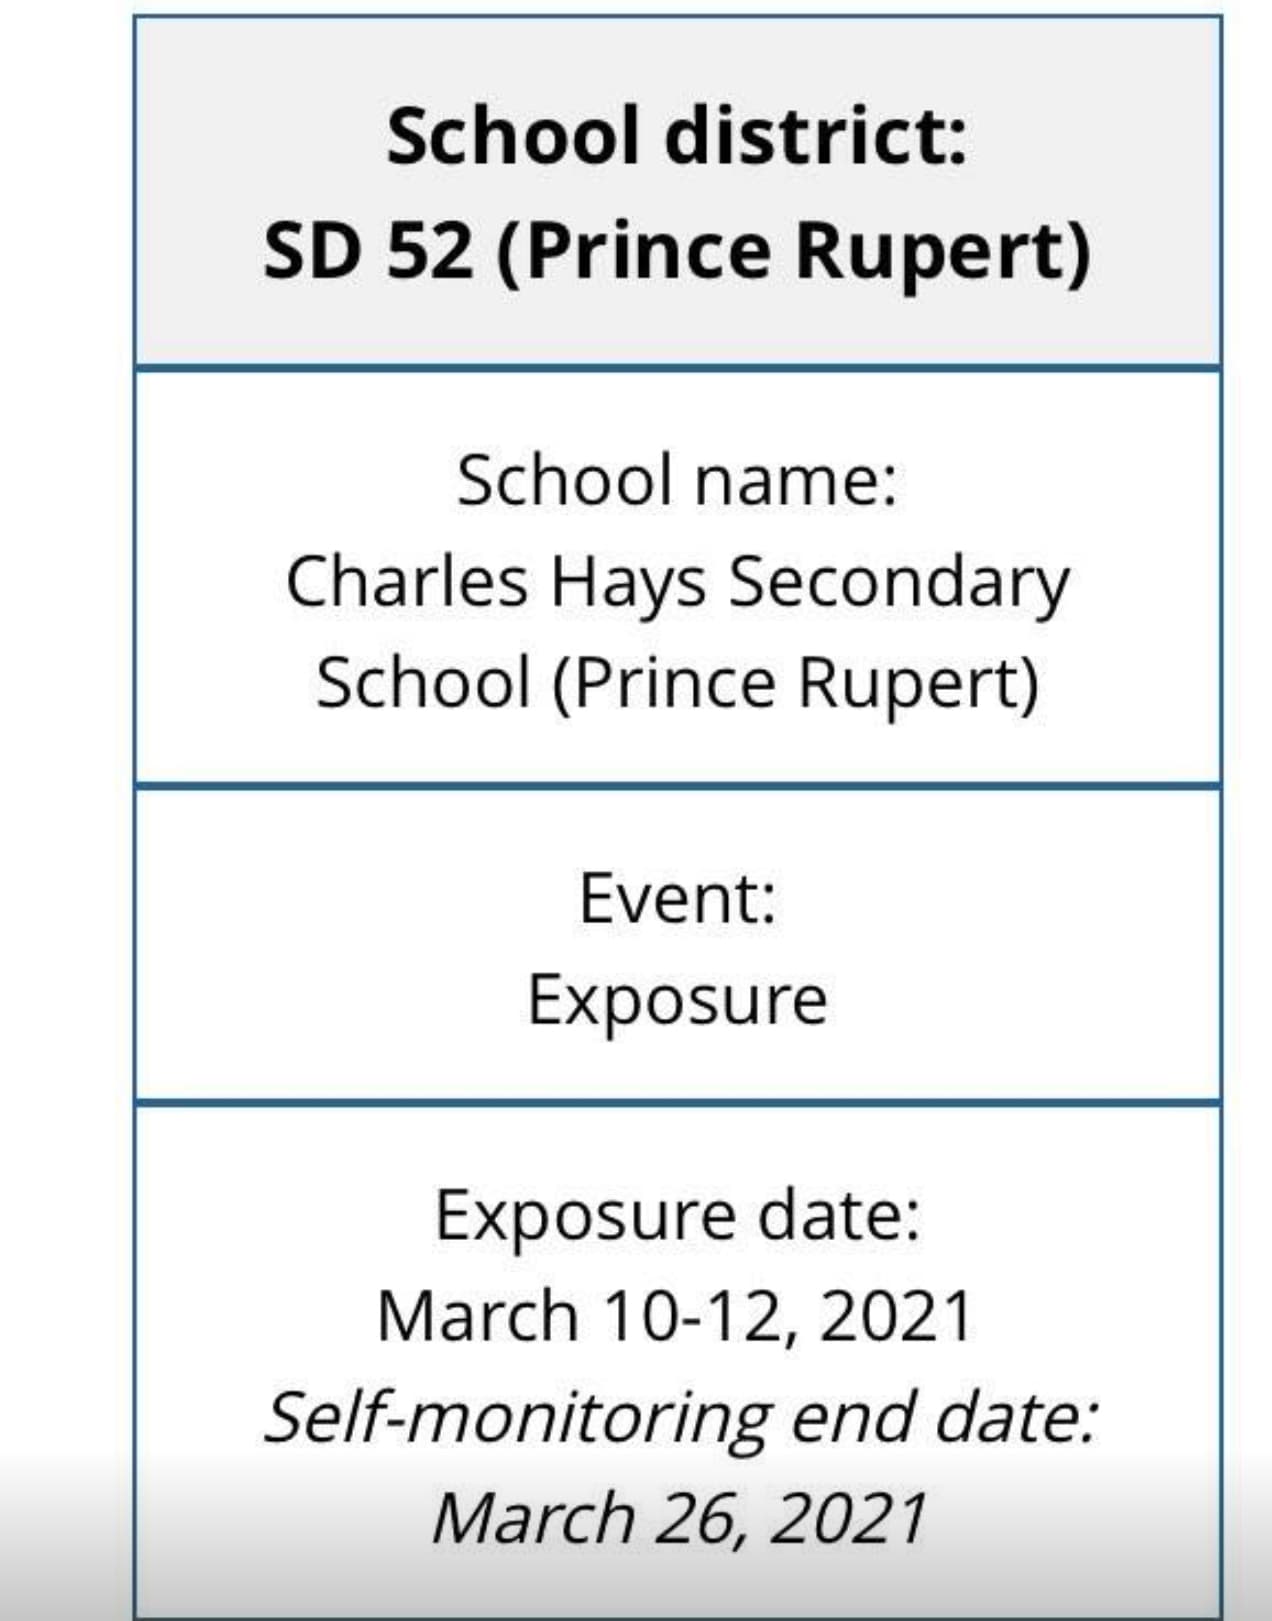 School district:
SD 52 (Prince Rupert)
School name:
Charles Hays Secondary
School (Prince Rupert)
Event:
Exposure
Exposure date:
March 10-12, 2021
Self-monitoring end date:
March 26, 2021